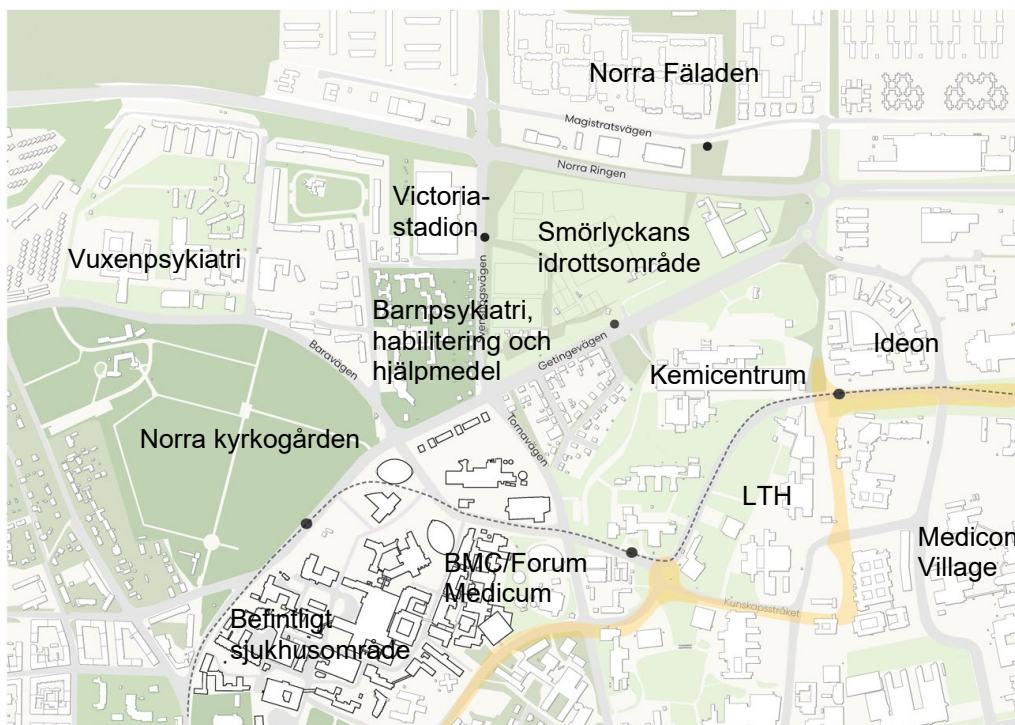 Norra Fäladen
Magistratsvägen
Norra Ringen
Victoria-
stadion
Smörlyckans
idrottsområde
Vuxenpsykiatri
Barnpsykiatri,
habilitering och
hjälpmedel
Baravägen
Getingevägen
Ideon
Kemicentrum
Norra kyrkogården
Tornavägen
LTH
Medicon
Village
BMC/Forum
Medicum
Kunskapsstråket
Befintligt
sjukhusområde